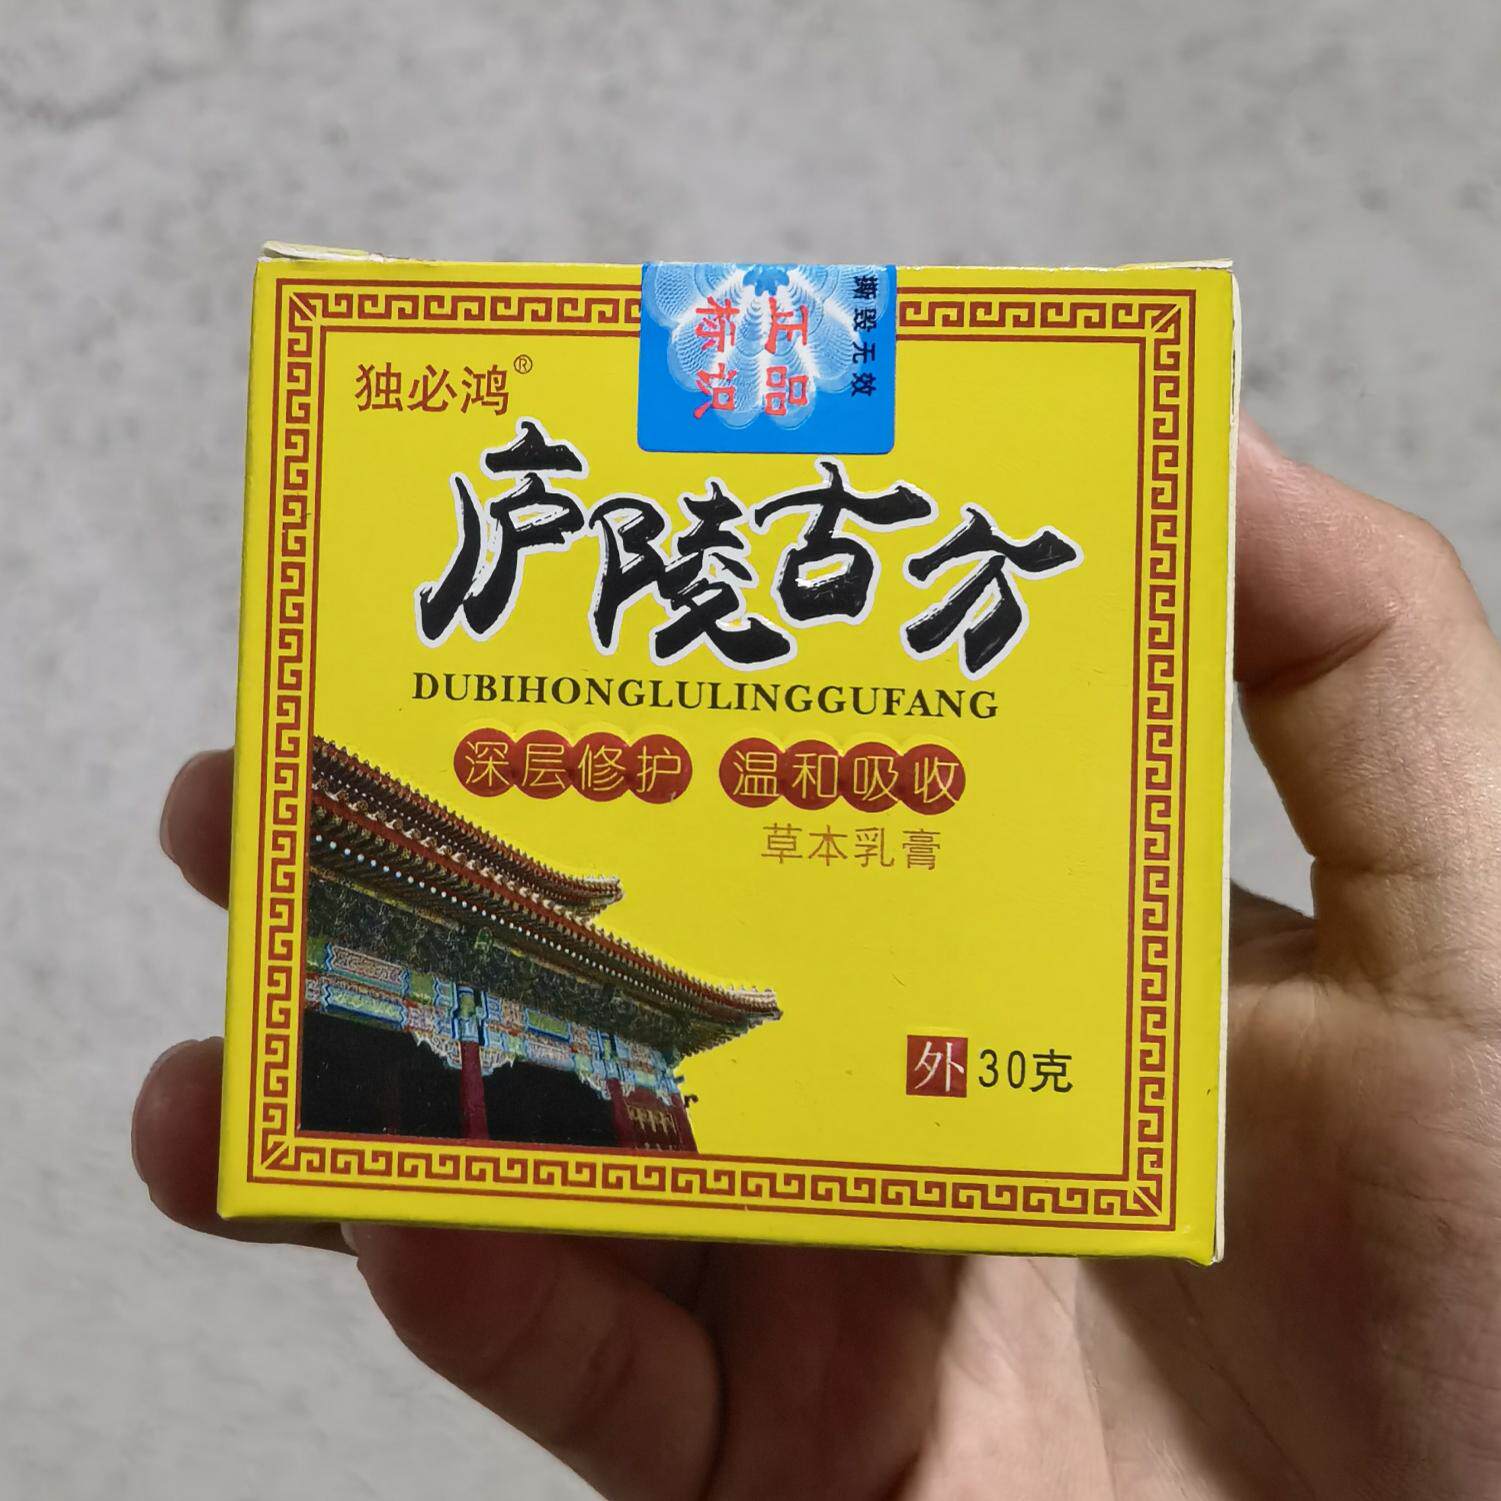 正品
标识
撕毁无效
独必鸿®
庐陵古方
DUBIHONGLULINGGUFANG
深层修护 温和吸收
草本乳膏
外 30克